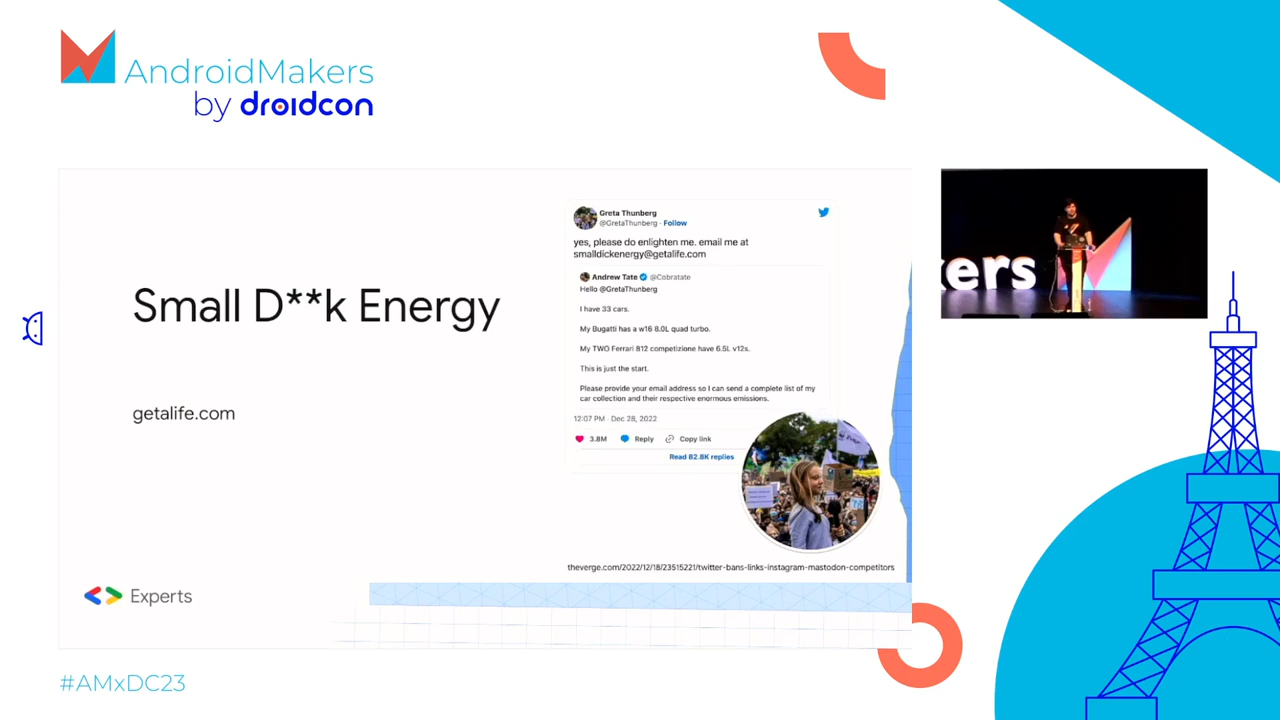 AndroidMakers
by droidcon
Small D**k Energy
getalife.com
Greta Thunberg
@GretaThunberg · Follow
yes, please do enlighten me. email me at
smalldickenergy@getalife.com
Andrew Tate @Cobratate
Hello @GretaThunberg
I have 33 cars.
My Bugatti has a w16 8.0L quad turbo.
My TWO Ferrari 812 competizione have 6.5L v12s.
This is just the start.
Please provide your email address so I can send a complete list of my
car collection and their respective enormous emissions.
12:07 PM · Dec 28, 2022
3.8M Reply Copy link
Read 82.8K replies
theverge.com/2022/12/18/23515221/twitter-bans-links-instagram-mastodon-competitors
Experts
kers
#AMxDC23